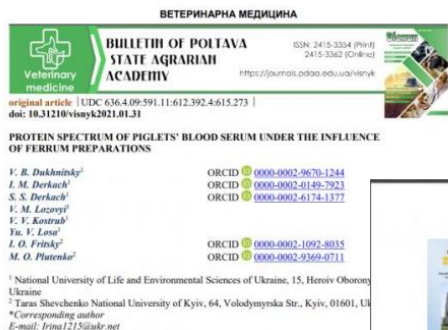 ВЕТЕРИНАРНА МЕДИЦИНА
Veterinary
medicine
BULLETIN OF POLTAVA
STATE AGRARIAN
ACADEMY
ISSN: 2415-3354 (Print)
2415-3362 (Online)
https://journals.pdaa.edu.ua/visnyk
original article | UDC 636.4.09:591.11:612.392.4:615.273 |
doi: 10.31210/visnyk2021.01.31
PROTEIN SPECTRUM OF PIGLETS’ BLOOD SERUM UNDER THE INFLUENCE
OF FERRUM PREPARATIONS
V. B. Dukhnitsky¹ ORCID 0000-0002-9670-1244
I. M. Derkach¹ ORCID 0000-0002-0149-7923
S. S. Derkach¹ ORCID 0000-0002-6174-1377
V. M. Lozovyi¹
V. V. Kostrub¹
Yu. V. Losa¹
I. O. Fritsky² ORCID 0000-0002-1092-8035
M. O. Plutenko² ORCID 0000-0002-9369-0711
¹ National University of Life and Environmental Sciences of Ukraine, 15, Heroiv Oborony
Ukraine
² Taras Shevchenko National University of Kyiv, 64, Volodymyrska Str., Kyiv, 01601, Uk
*Corresponding author
E-mail: Irina1215@ukr.net